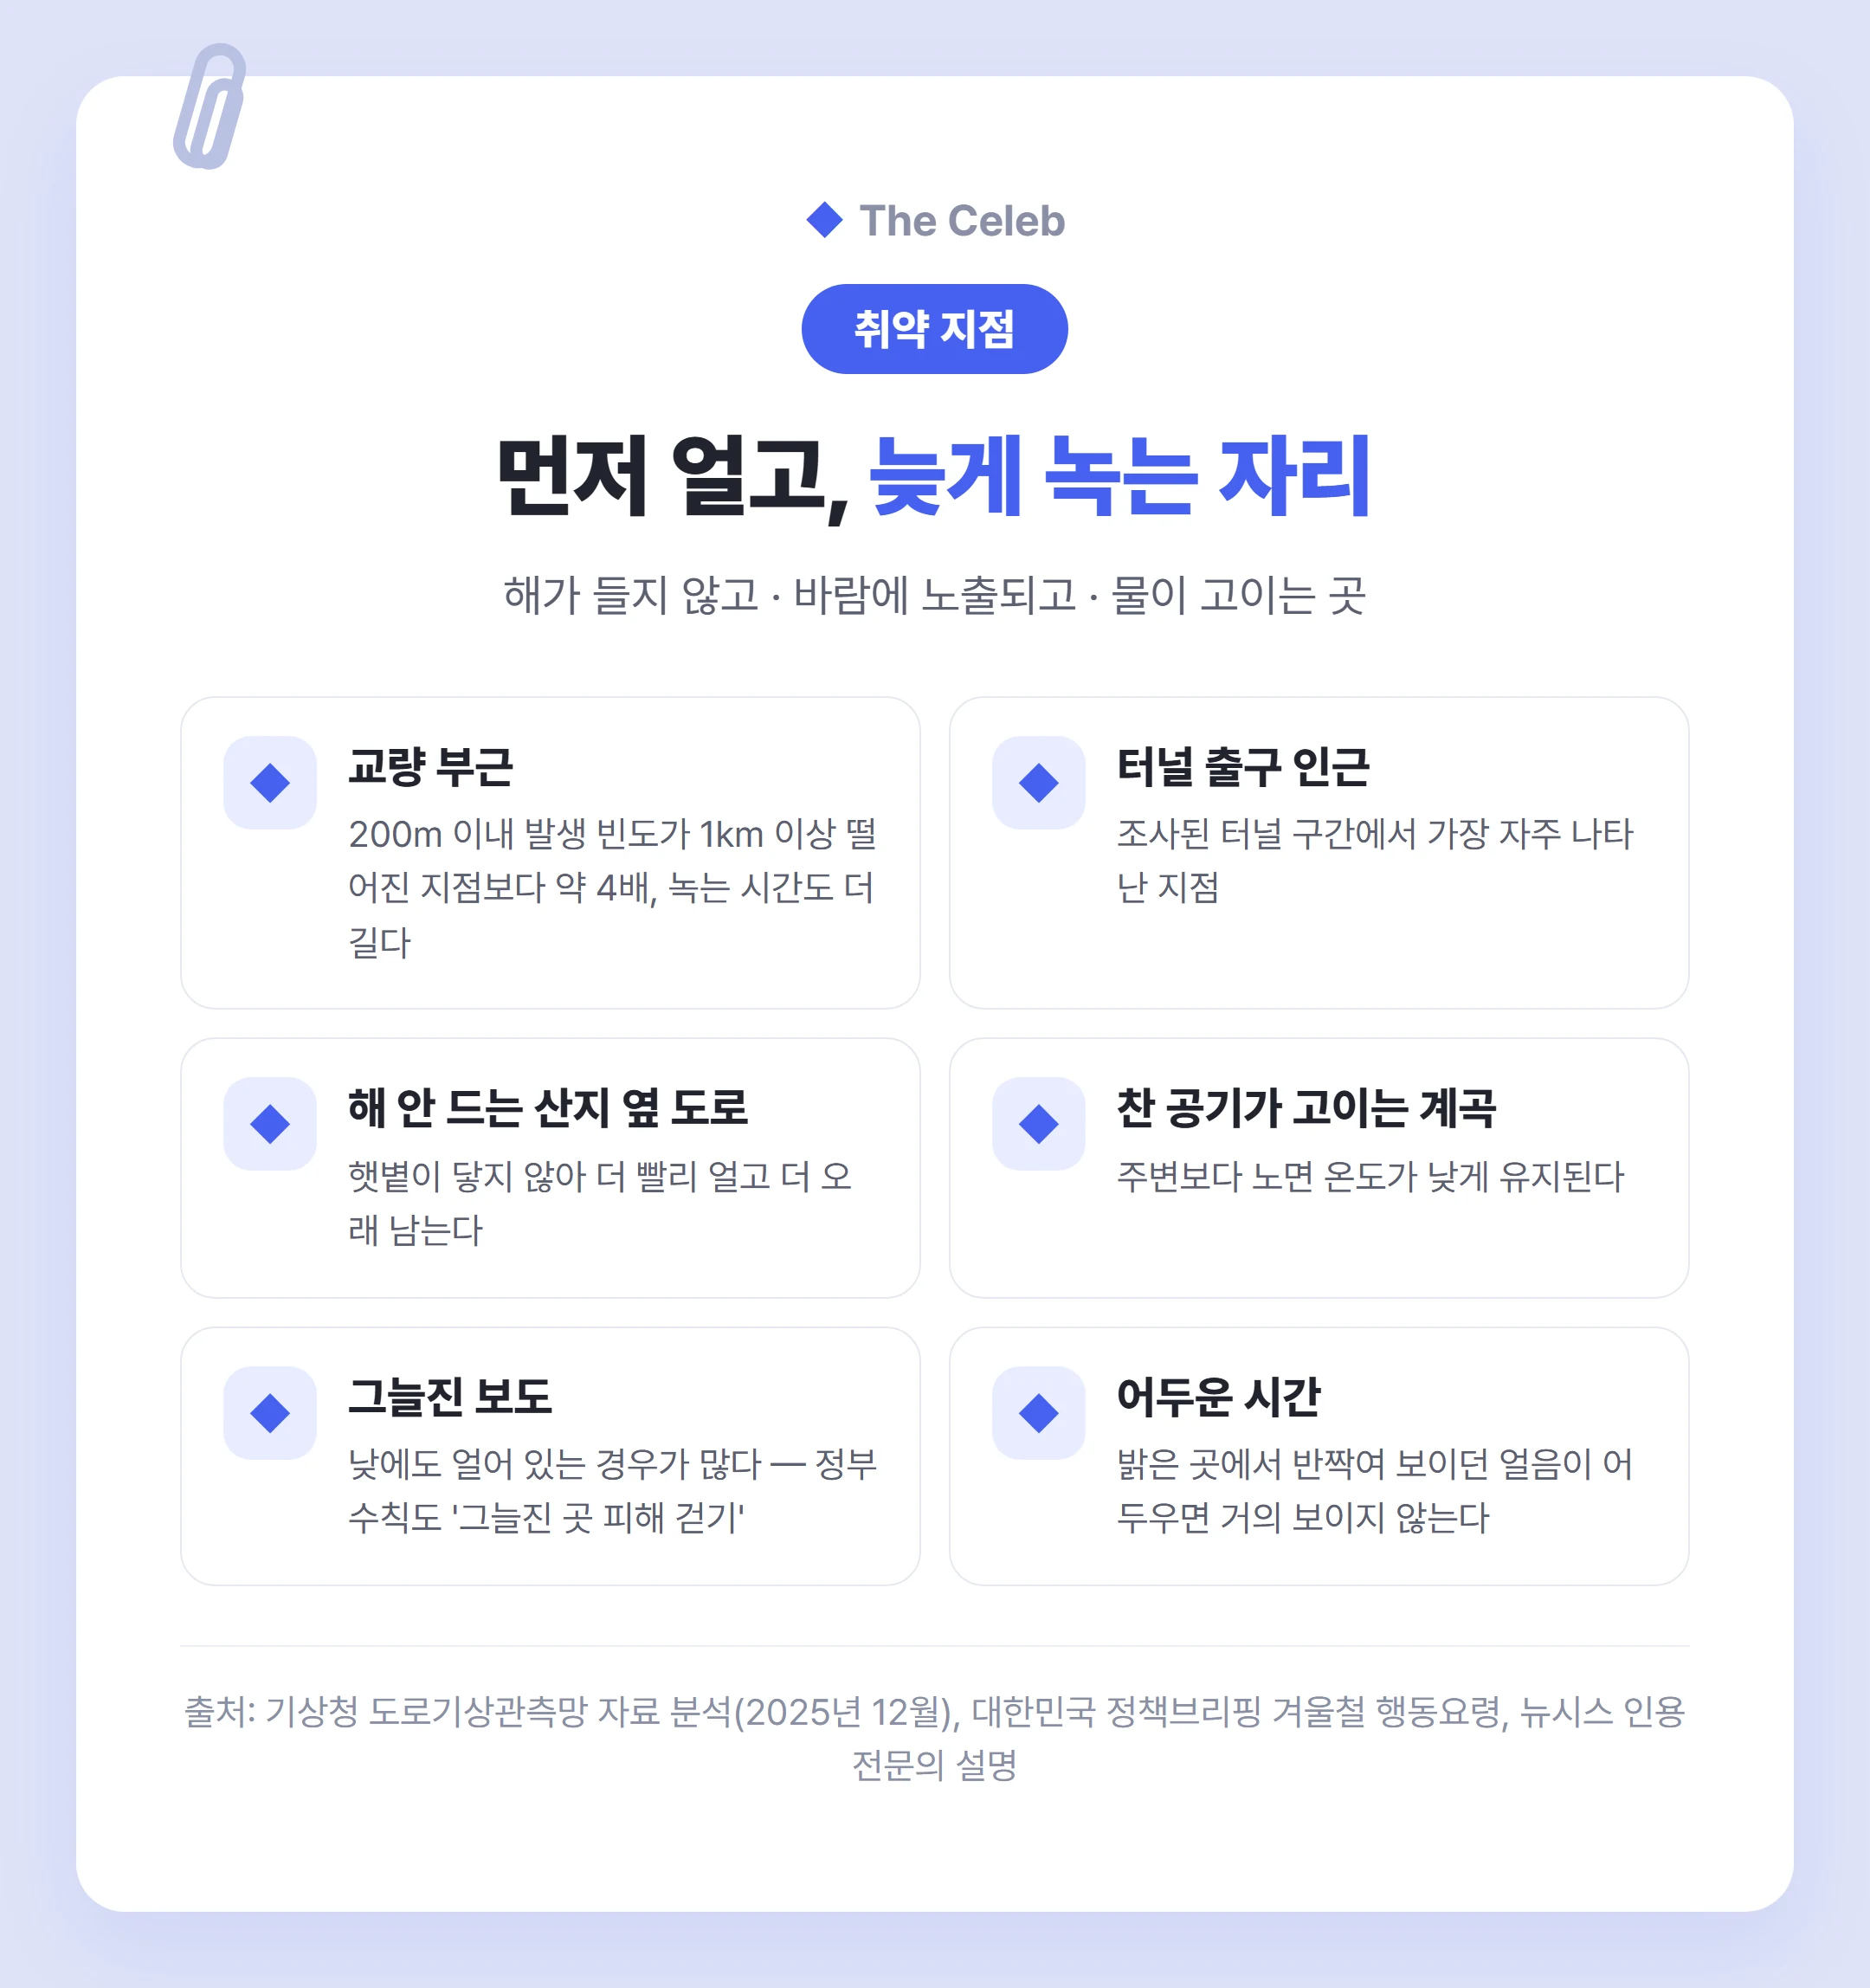 The Celeb
취약 지점
먼저 얼고, 늦게 녹는 자리
해가 들지 않고 · 바람에 노출되고 · 물이 고이는 곳
교량 부근
200m 이내 발생 빈도가 1km 이상 떨
어진 지점보다 약 4배, 녹는 시간도 더
길다
터널 출구 인근
조사된 터널 구간에서 가장 자주 나타
난 지점
해 안 드는 산지 옆 도로
햇볕이 닿지 않아 더 빨리 얼고 더 오
래 남는다
찬 공기가 고이는 계곡
주변보다 노면 온도가 낮게 유지된다
그늘진 보도
낮에도 얼어 있는 경우가 많다 — 정부
수칙도 '그늘진 곳 피해 걷기'
어두운 시간
밝은 곳에서 반짝여 보이던 얼음이 어
두우면 거의 보이지 않는다
출처: 기상청 도로기상관측망 자료 분석(2025년 12월), 대한민국 정책브리핑 겨울철 행동요령, 뉴시스 인용
전문의 설명